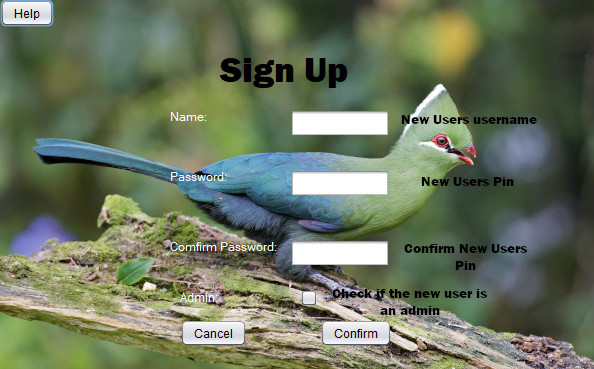 Help
Sign Up
Name:
New Users username
Password:
New Users Pin
Comfirm Password:
Confirm New Users
Pin
Admin
Check if the new user is
an admin
Cancel
Confirm